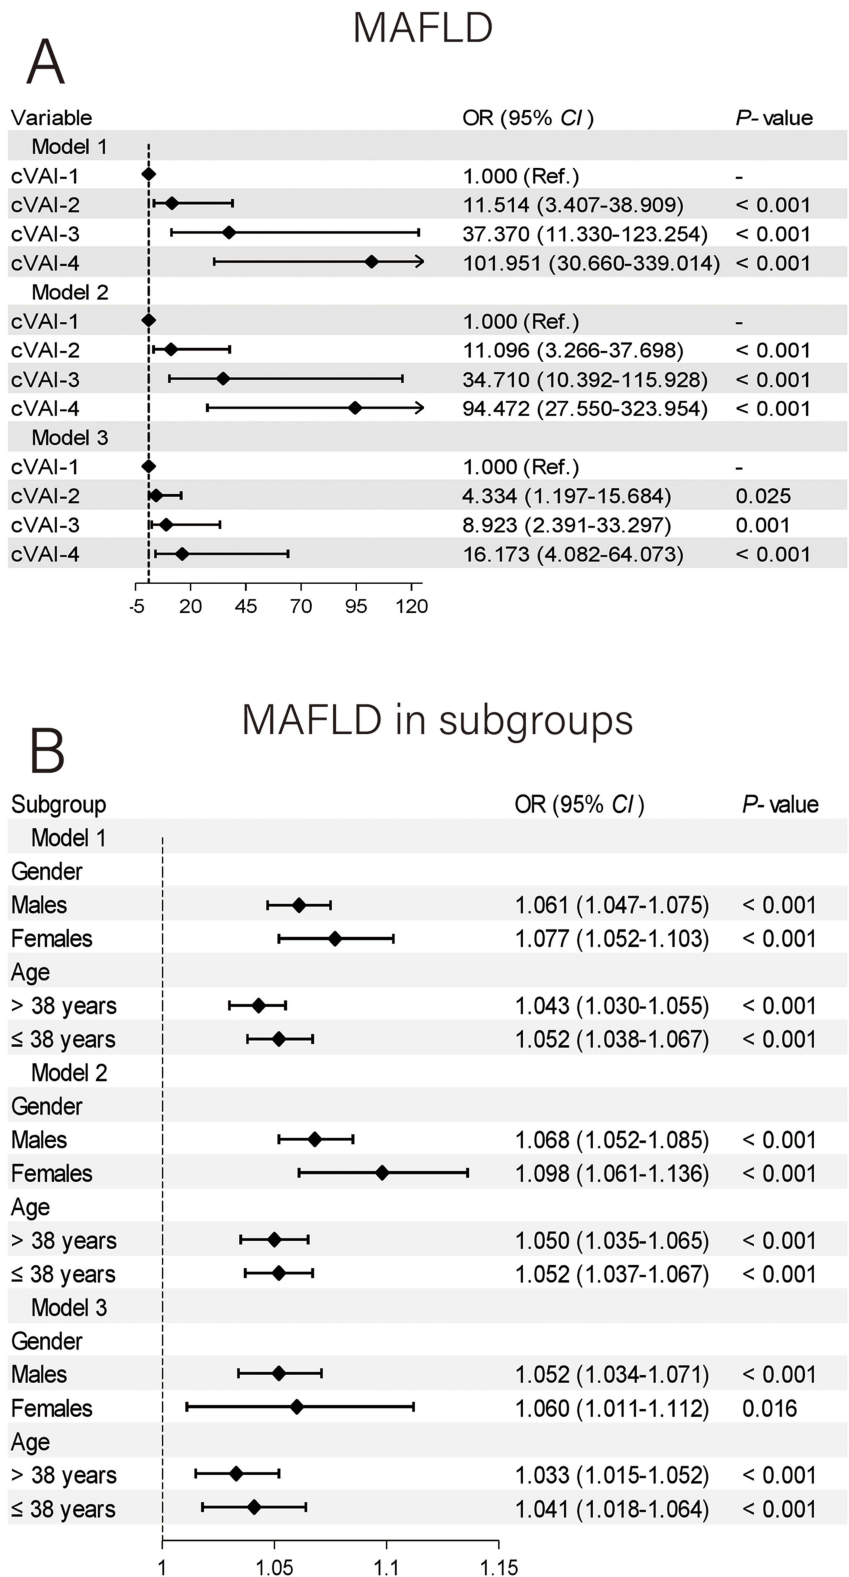 MAFLD
A
Variable OR (95% CI ) P- value
Model 1
cVAI-1 1.000 (Ref.) -
cVAI-2 11.514 (3.407-38.909) < 0.001
cVAI-3 37.370 (11.330-123.254) < 0.001
cVAI-4 101.951 (30.660-339.014) < 0.001
Model 2
cVAI-1 1.000 (Ref.) -
cVAI-2 11.096 (3.266-37.698) < 0.001
cVAI-3 34.710 (10.392-115.928) < 0.001
cVAI-4 94.472 (27.550-323.954) < 0.001
Model 3
cVAI-1 1.000 (Ref.) -
cVAI-2 4.334 (1.197-15.684) 0.025
cVAI-3 8.923 (2.391-33.297) 0.001
cVAI-4 16.173 (4.082-64.073) < 0.001
-5 20 45 70 95 120
MAFLD in subgroups
B
Subgroup OR (95% CI ) P- value
Model 1
Gender
Males 1.061 (1.047-1.075) < 0.001
Females 1.077 (1.052-1.103) < 0.001
Age
> 38 years 1.043 (1.030-1.055) < 0.001
≤ 38 years 1.052 (1.038-1.067) < 0.001
Model 2
Gender
Males 1.068 (1.052-1.085) < 0.001
Females 1.098 (1.061-1.136) < 0.001
Age
> 38 years 1.050 (1.035-1.065) < 0.001
≤ 38 years 1.052 (1.037-1.067) < 0.001
Model 3
Gender
Males 1.052 (1.034-1.071) < 0.001
Females 1.060 (1.011-1.112) 0.016
Age
> 38 years 1.033 (1.015-1.052) < 0.001
≤ 38 years 1.041 (1.018-1.064) < 0.001
1 1.05 1.1 1.15